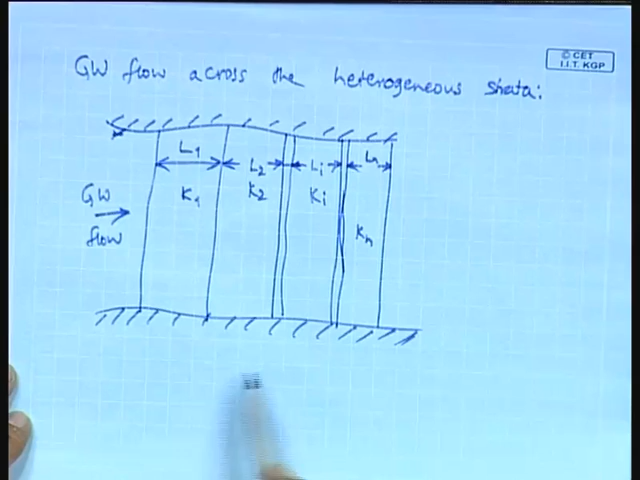 © CET
I.I.T. KGP
GW flow across the heterogeneous strata:
L1 L2 Li Ln
K1 K2 Ki
Kn
GW
flow